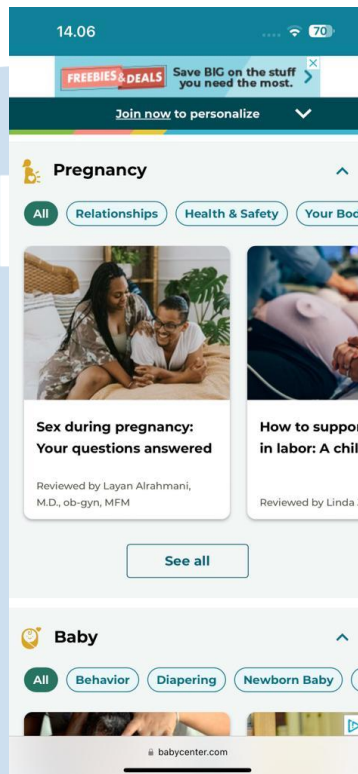 14.06
70
FREEBIES & DEALS
Save BIG on the stuff
you need the most.
Join now to personalize
Pregnancy
All
Relationships
Health & Safety
Your Bod
Sex during pregnancy:
Your questions answered
Reviewed by Layan Alrahmani,
M.D., ob-gyn, MFM
How to suppor
in labor: A chil
Reviewed by Linda
See all
Baby
All
Behavior
Diapering
Newborn Baby
babycenter.com